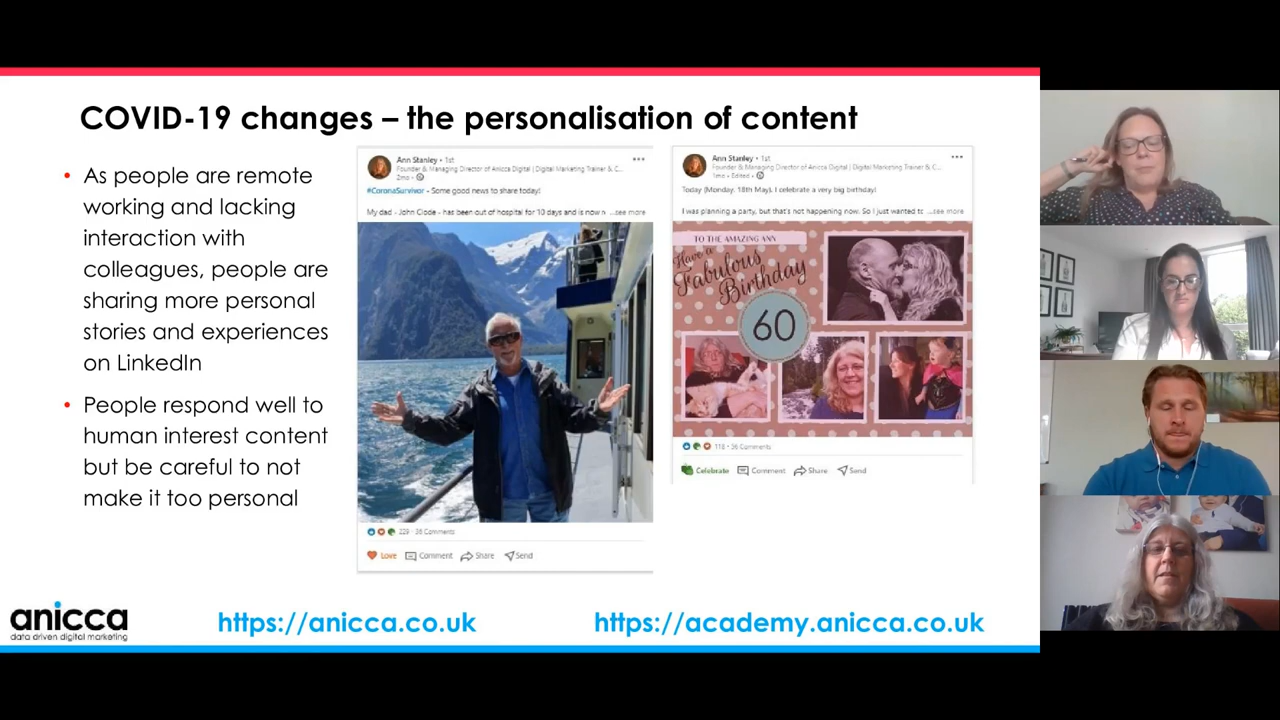 COVID-19 changes – the personalisation of content
• As people are remote
working and lacking
interaction with
colleagues, people are
sharing more personal
stories and experiences
on LinkedIn
• People respond well to
human interest content
but be careful to not
make it too personal
Ann Stanley • 1st
Founder & Managing Director of Anicca Digital | Digital Marketing Trainer & C...
2mo •
#CoronaSurvivor - Some good news to share today!
My dad - John Clode - has been out of hospital for 10 days and is now n ...see more
229 • 36 Comments
Love Comment Share Send
Ann Stanley • 1st
Founder & Managing Director of Anicca Digital | Digital Marketing Trainer & C...
1mo • Edited •
Today (Monday, 18th May), I celebrate a very big birthday!
I was planning a party, but that's not happening now. So I just wanted to ...see more
TO THE AMAZING ANN
Have a
Fabulous
Birthday
60
118 • 56 Comments
Celebrate Comment Share Send
anicca
data driven digital marketing
https://anicca.co.uk
https://academy.anicca.co.uk